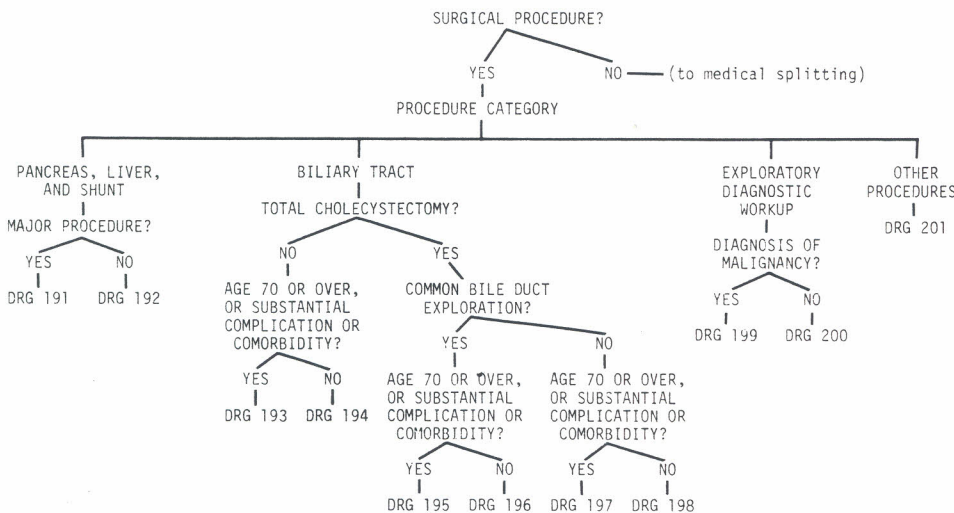 SURGICAL PROCEDURE?
YES
NO
(to medical splitting)
PROCEDURE CATEGORY
PANCREAS, LIVER,
AND SHUNT
MAJOR PROCEDURE?
YES
NO
DRG 191
DRG 192
BILIARY TRACT
TOTAL CHOLECYSTECTOMY?
NO
YES
AGE 70 OR OVER,
OR SUBSTANTIAL
COMPLICATION OR
COMORBIDITY?
YES
NO
DRG 193
DRG 194
COMMON BILE DUCT
EXPLORATION?
YES
NO
AGE 70 OR OVER,
OR SUBSTANTIAL
COMPLICATION OR
COMORBIDITY?
YES
NO
DRG 195
DRG 196
AGE 70 OR OVER,
OR SUBSTANTIAL
COMPLICATION OR
COMORBIDITY?
YES
NO
DRG 197
DRG 198
EXPLORATORY
DIAGNOSTIC
WORKUP
DIAGNOSIS OF
MALIGNANCY?
YES
NO
DRG 199
DRG 200
OTHER
PROCEDURES
DRG 201